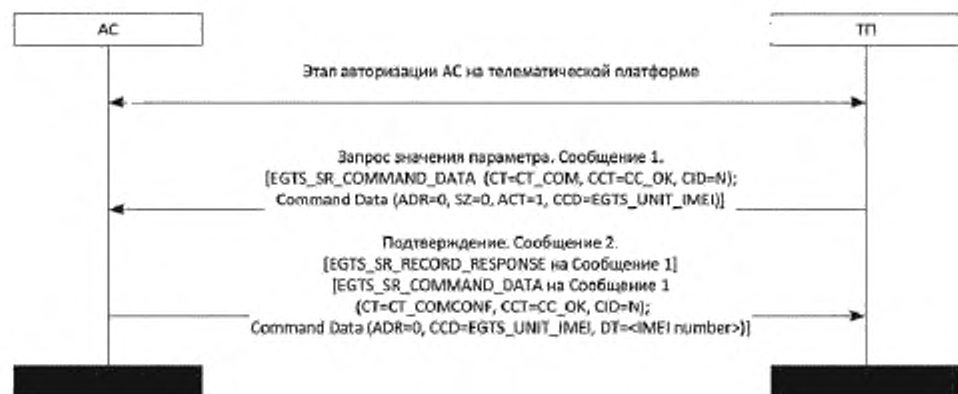 АС
ТП
Этап авторизации АС на телематической платформе
Запрос значения параметра. Сообщение 1.
[EGTS_SR_COMMAND_DATA (CT=CT_COM, CCT=CC_OK, CID=N);
Command Data (ADR=0, SZ=0, ACT=1, CCD=EGTS_UNIT_IMEI)]
Подтверждение. Сообщение 2.
[EGTS_SR_RECORD_RESPONSE на Сообщение 1]
[EGTS_SR_COMMAND_DATA на Сообщение 1
(CT=CT_COMCONF, CCT=CC_OK, CID=N);
Command Data (ADR=0, CCD=EGTS_UNIT_IMEI, DT=<IMEI number>)]